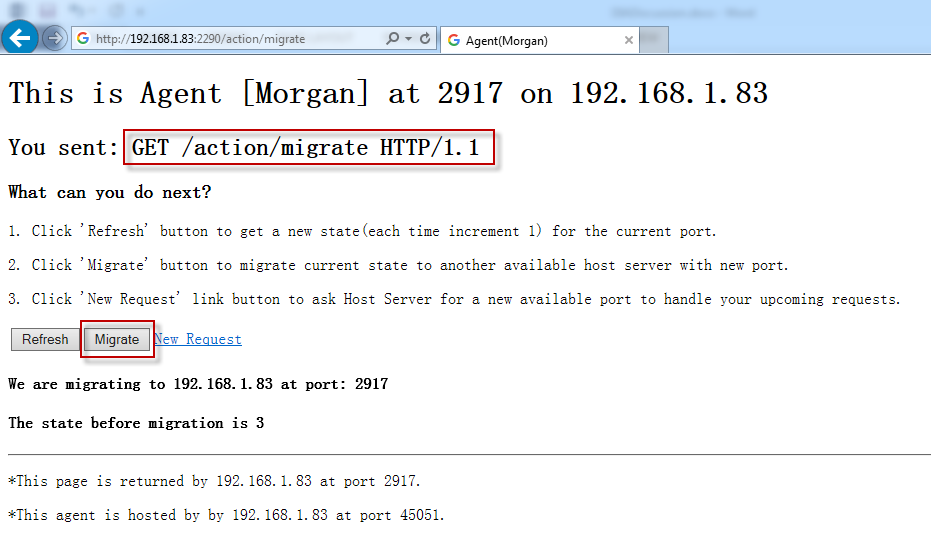 http://192.168.1.83:2290/action/migrate
Agent(Morgan)
This is Agent [Morgan] at 2917 on 192.168.1.83
You sent: GET /action/migrate HTTP/1.1
What can you do next?
1. Click 'Refresh' button to get a new state(each time increment 1) for the current port.
2. Click 'Migrate' button to migrate current state to another available host server with new port.
3. Click 'New Request' link button to ask Host Server for a new available port to handle your upcoming requests.
Refresh Migrate New Request
We are migrating to 192.168.1.83 at port: 2917
The state before migration is 3
*This page is returned by 192.168.1.83 at port 2917.
*This agent is hosted by by 192.168.1.83 at port 45051.